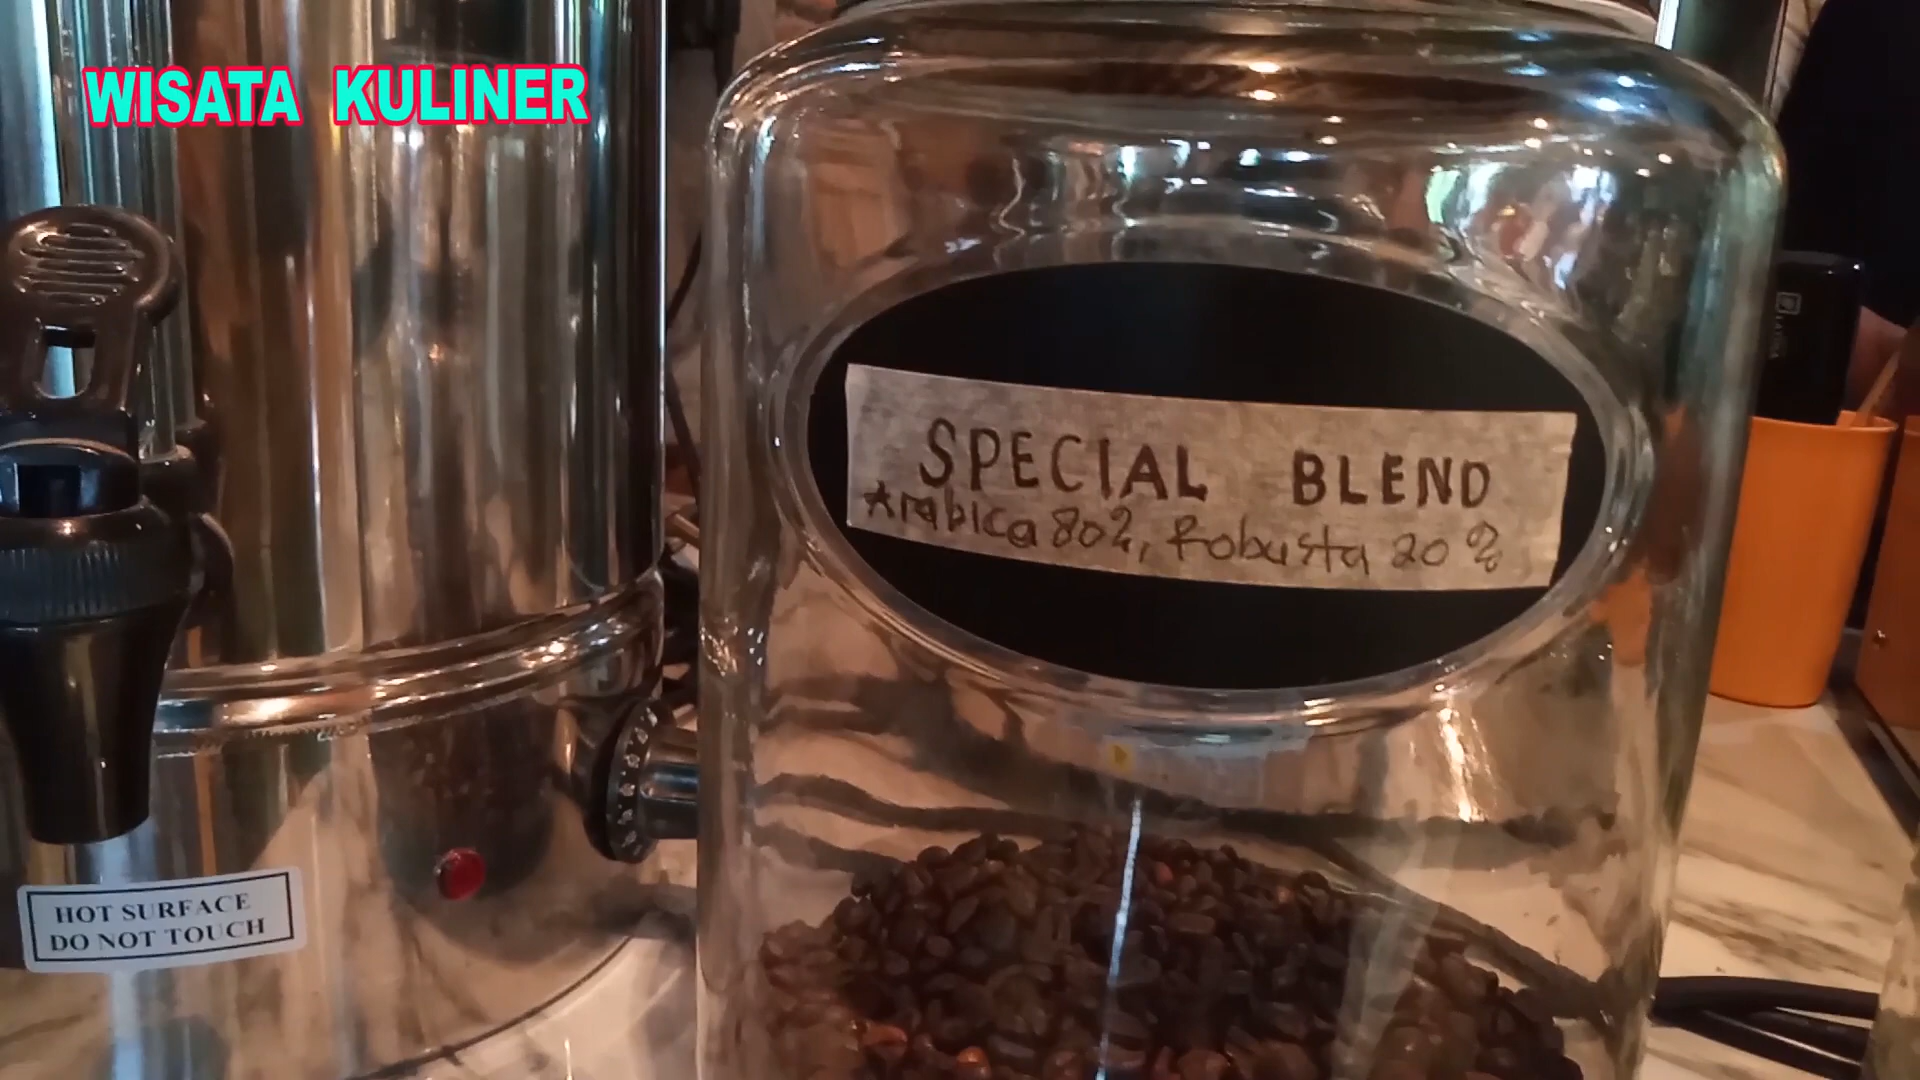 WISATA KULINER
SPECIAL BLEND
Arabica 80%, Robusta 20%
HOT SURFACE
DO NOT TOUCH